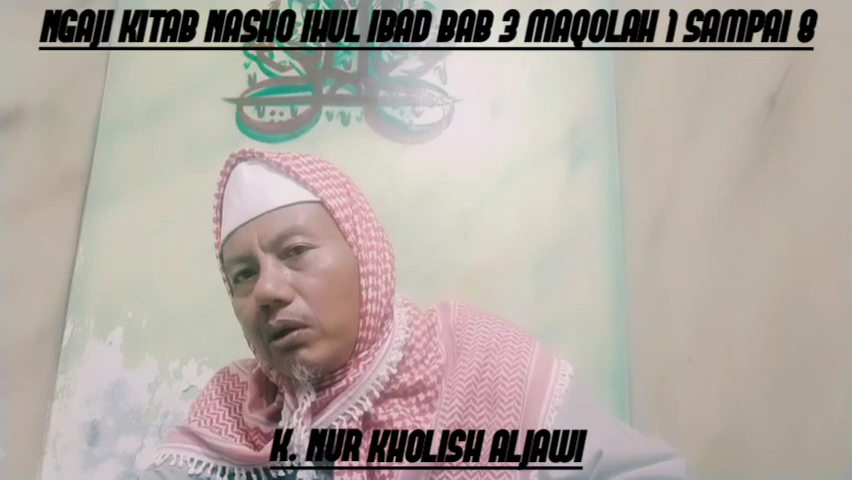 NGAJI KITAB NASHO IHUL IBAD BAB 3 MAQOLAH 1 SAMPAI 8
K. NUR KHOLISH ALJAWI